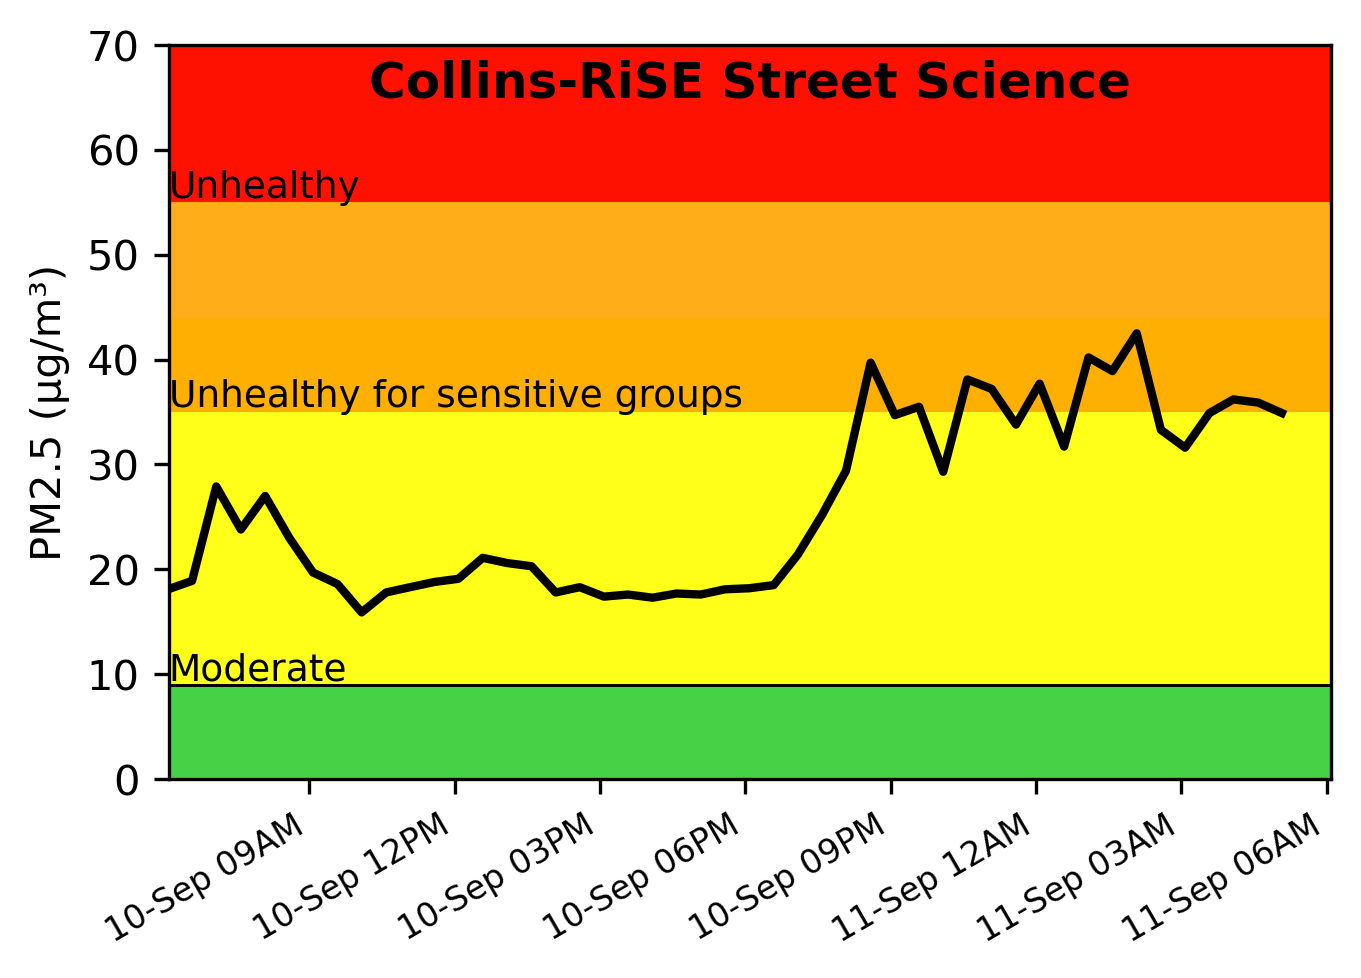 Collins-RiSE Street Science
70
60
50
40
30
20
10
0
PM2.5 (µg/m³)
Unhealthy
Unhealthy for sensitive groups
Moderate
10-Sep 09AM
10-Sep 12PM
10-Sep 03PM
10-Sep 06PM
10-Sep 09PM
11-Sep 12AM
11-Sep 03AM
11-Sep 06AM